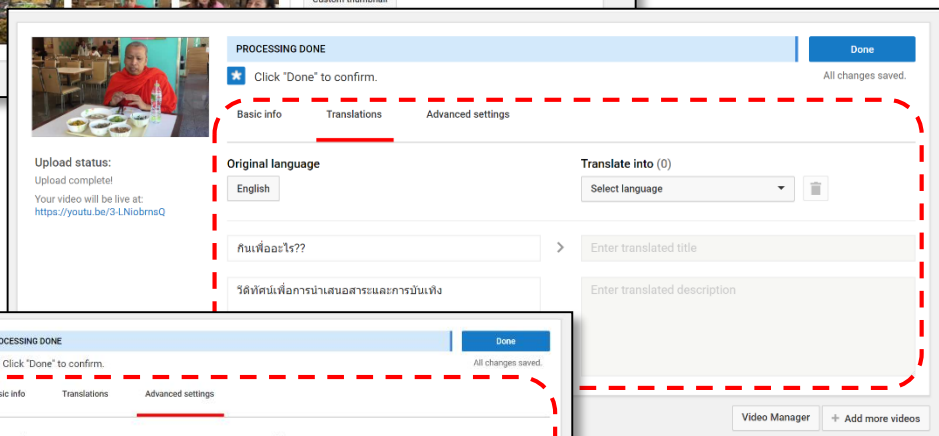 Custom thumbnail
PROCESSING DONE
Done
Click "Done" to confirm.
All changes saved.
Basic info
Translations
Advanced settings
Upload status:
Upload complete!
Your video will be live at:
https://youtu.be/3-LNiobrnsQ
Original language
Translate into (0)
English
Select language
กินเพื่ออะไร??
>
Enter translated title
วีดิทัศน์เพื่อการนำเสนอสาระและการบันเทิง
Enter translated description
OCESSING DONE
Done
Click "Done" to confirm.
All changes saved.
sic info
Translations
Advanced settings
Video Manager
+ Add more videos